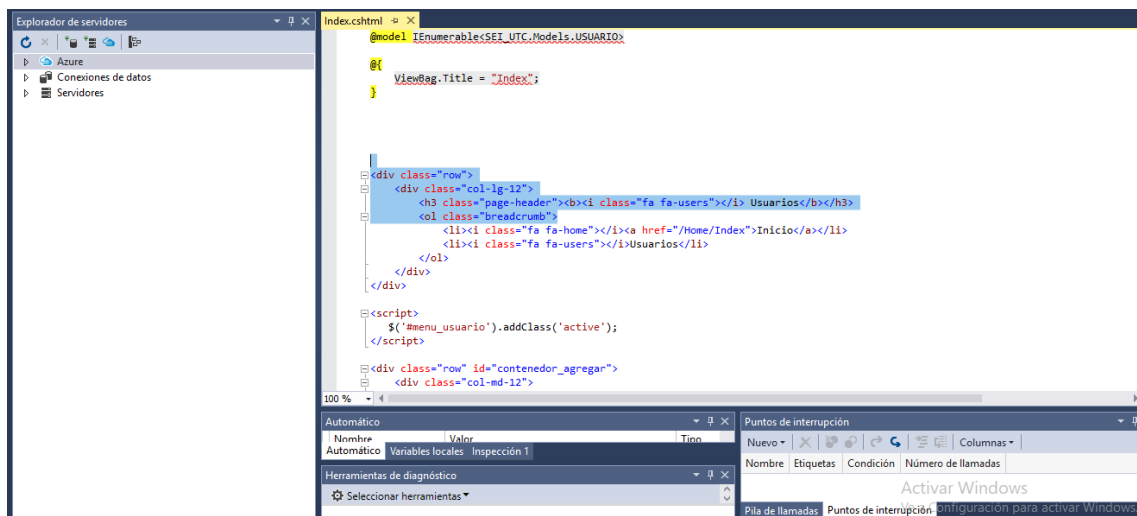 Explorador de servidores
Azure
Conexiones de datos
Servidores
Index.cshtml
@model IEnumerable<SEI_UTC.Models.USUARIO>
@{
ViewBag.Title = "Index";
}
<div class="row">
<div class="col-lg-12">
<h3 class="page-header"><b><i class="fa fa-users"></i> Usuarios</b></h3>
<ol class="breadcrumb">
<li><i class="fa fa-home"></i><a href="/Home/Index">Inicio</a></li>
<li><i class="fa fa-users"></i>Usuarios</li>
</ol>
</div>
</div>
<script>
$('#menu_usuario').addClass('active');
</script>
<div class="row" id="contenedor_agregar">
<div class="col-md-12">
100 %
Automático
Nombre Valor Tipo
Automático Variables locales Inspección 1
Herramientas de diagnóstico
Seleccionar herramientas
Puntos de interrupción
Nuevo Columnas
Nombre Etiquetas Condición Número de llamadas
Activar Windows
Ve a Configuración para activar Windows
Pila de llamadas Puntos de interrupción